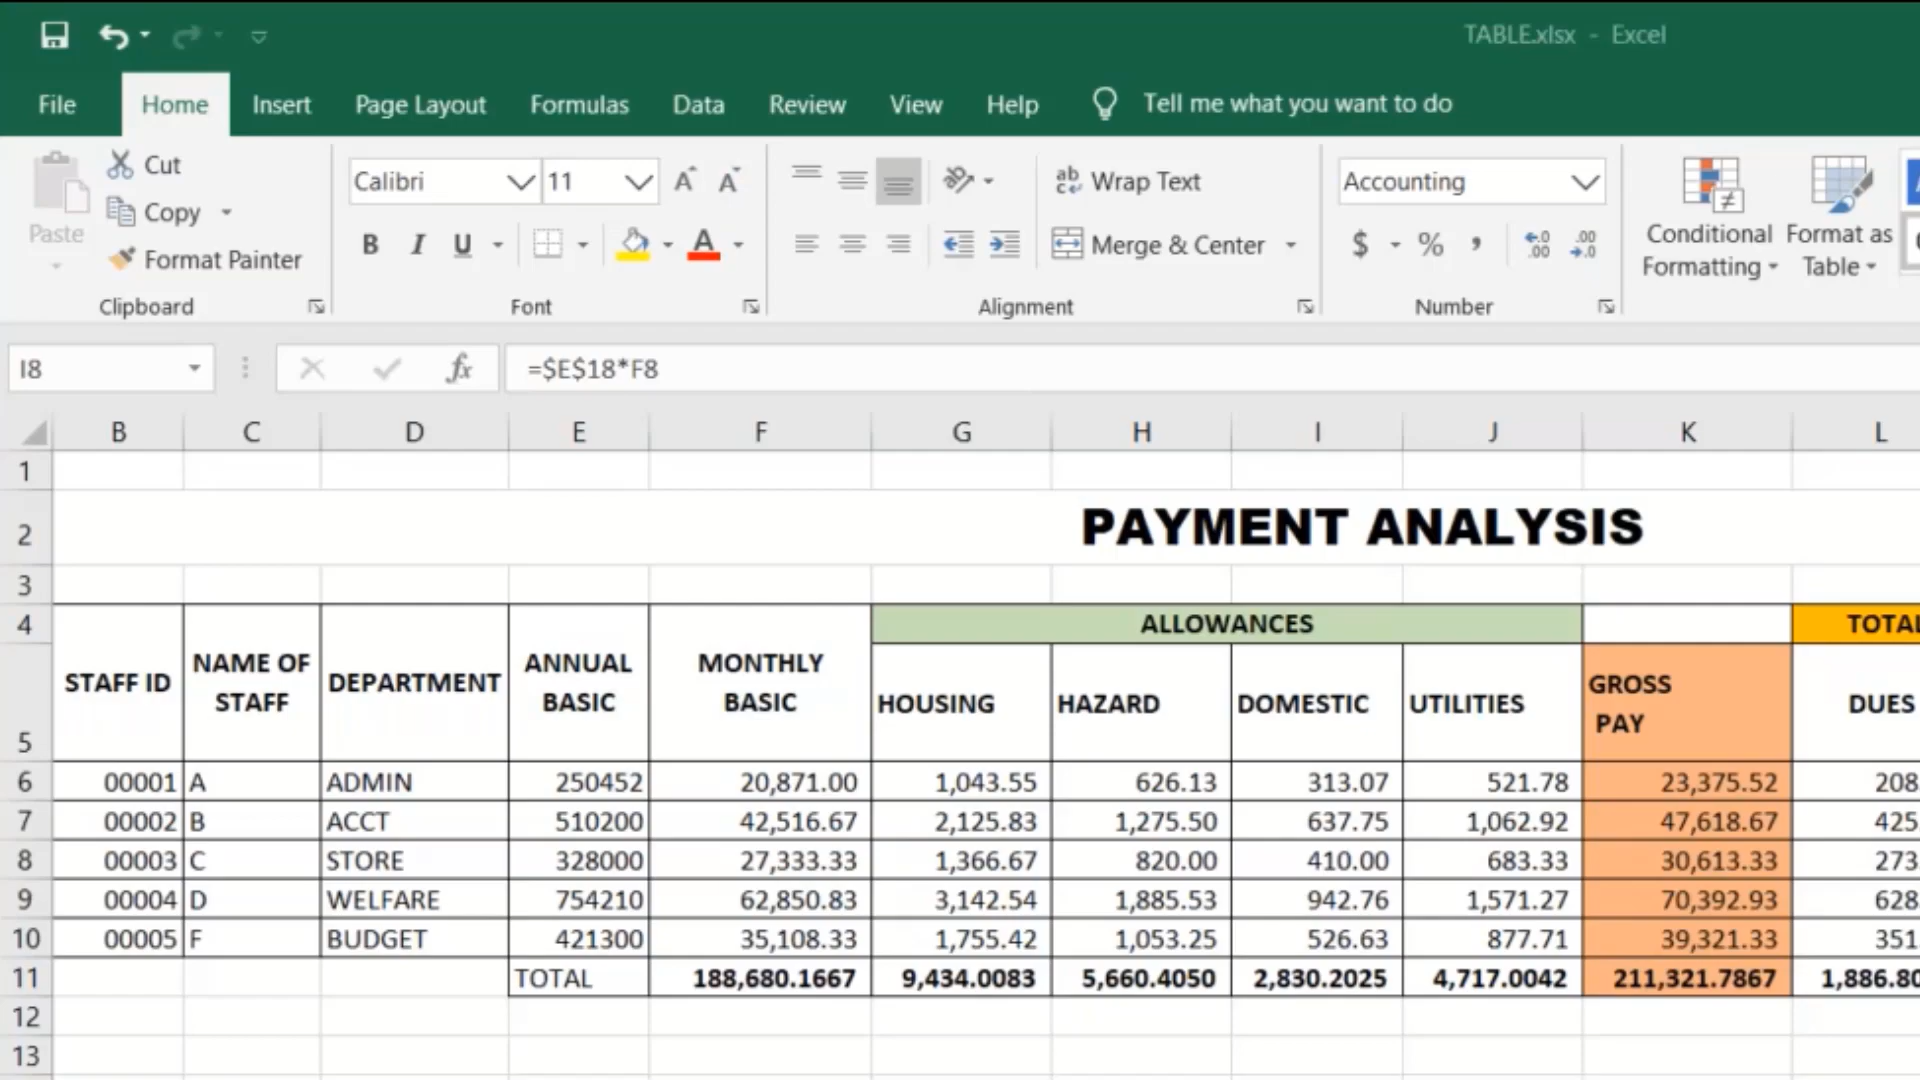 TABLE.xlsx - Excel
File Home Insert Page Layout Formulas Data Review View Help Tell me what you want to do
Cut
Copy
Format Painter
Paste
Clipboard
Calibri 11
B I U A
Font
Wrap Text
Merge & Center
Alignment
Accounting
$ % ,
Number
Conditional Formatting
Format as Table
I8 fx =$E$18*F8
B C D E F G H I J K L
1
2 PAYMENT ANALYSIS
3
4 ALLOWANCES TOTAL
5 STAFF ID NAME OF STAFF DEPARTMENT ANNUAL BASIC MONTHLY BASIC HOUSING HAZARD DOMESTIC UTILITIES GROSS PAY DUES
6 00001 A ADMIN 250452 20,871.00 1,043.55 626.13 313.07 521.78 23,375.52 208.
7 00002 B ACCT 510200 42,516.67 2,125.83 1,275.50 637.75 1,062.92 47,618.67 425.
8 00003 C STORE 328000 27,333.33 1,366.67 820.00 410.00 683.33 30,613.33 273.
9 00004 D WELFARE 754210 62,850.83 3,142.54 1,885.53 942.76 1,571.27 70,392.93 628.
10 00005 F BUDGET 421300 35,108.33 1,755.42 1,053.25 526.63 877.71 39,321.33 351.
11 TOTAL 188,680.1667 9,434.0083 5,660.4050 2,830.2025 4,717.0042 211,321.7867 1,886.80
12
13